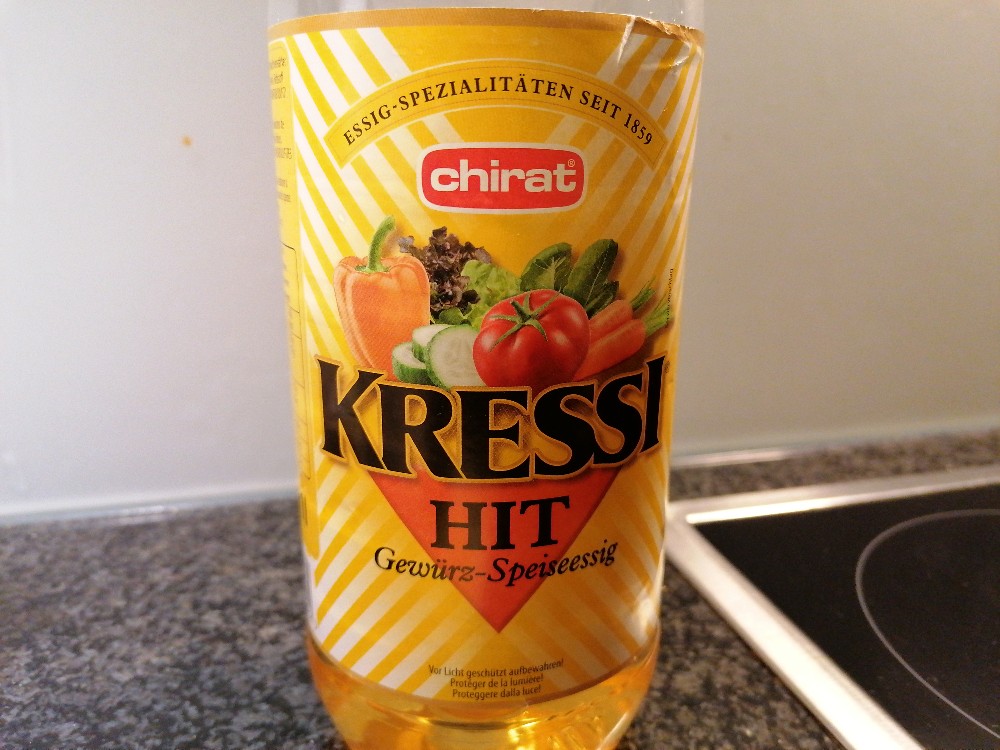 ESSIG-SPEZIALITÄTEN SEIT 1859
chirat®
KRESSI
HIT
Gewürz-Speiseessig
Vor Licht geschützt aufbewahren!
Protéger de la lumière!
Proteggere dalla luce!